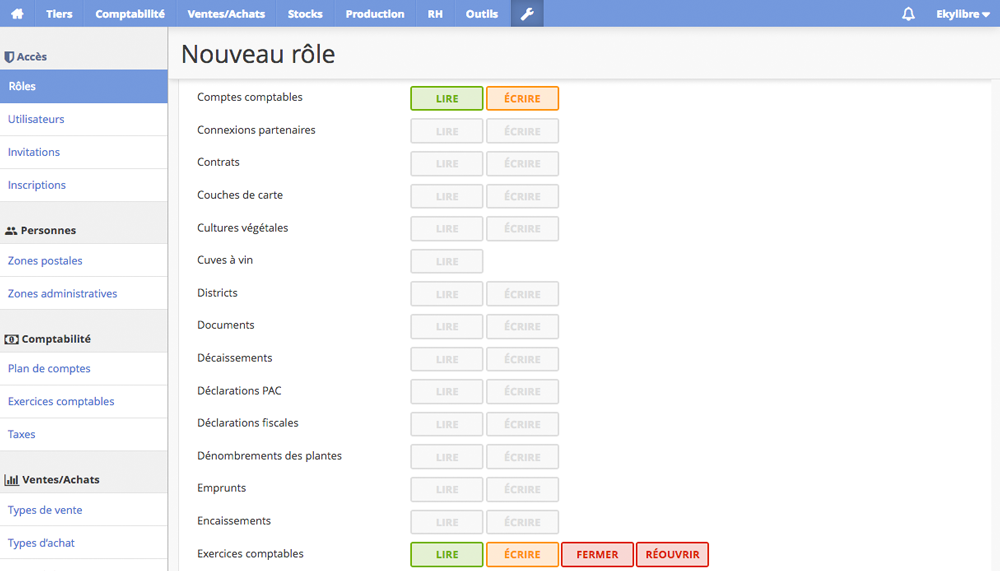 Tiers Comptabilité Ventes/Achats Stocks Production RH Outils Ekylibre
Accès
Rôles
Utilisateurs
Invitations
Inscriptions
Personnes
Zones postales
Zones administratives
Comptabilité
Plan de comptes
Exercices comptables
Taxes
Ventes/Achats
Types de vente
Types d'achat
Nouveau rôle
Comptes comptables LIRE ÉCRIRE
Connexions partenaires LIRE ÉCRIRE
Contrats LIRE ÉCRIRE
Couches de carte LIRE ÉCRIRE
Cultures végétales LIRE ÉCRIRE
Cuves à vin LIRE
Districts LIRE ÉCRIRE
Documents LIRE ÉCRIRE
Décaissements LIRE ÉCRIRE
Déclarations PAC LIRE ÉCRIRE
Déclarations fiscales LIRE ÉCRIRE
Dénombrements des plantes LIRE ÉCRIRE
Emprunts LIRE ÉCRIRE
Encaissements LIRE ÉCRIRE
Exercices comptables LIRE ÉCRIRE FERMER RÉOUVRIR